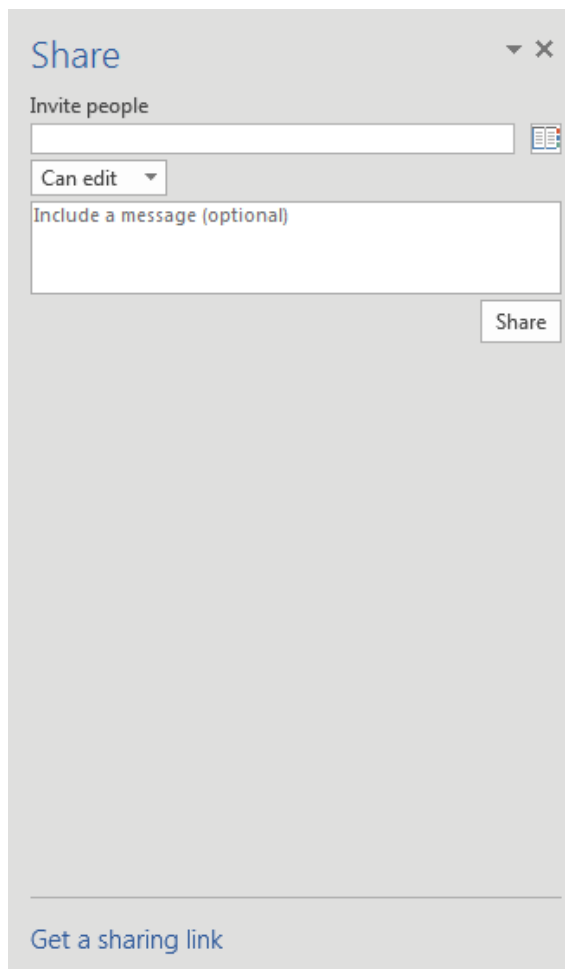 Share
Invite people
Can edit
Include a message (optional)
Share
Get a sharing link